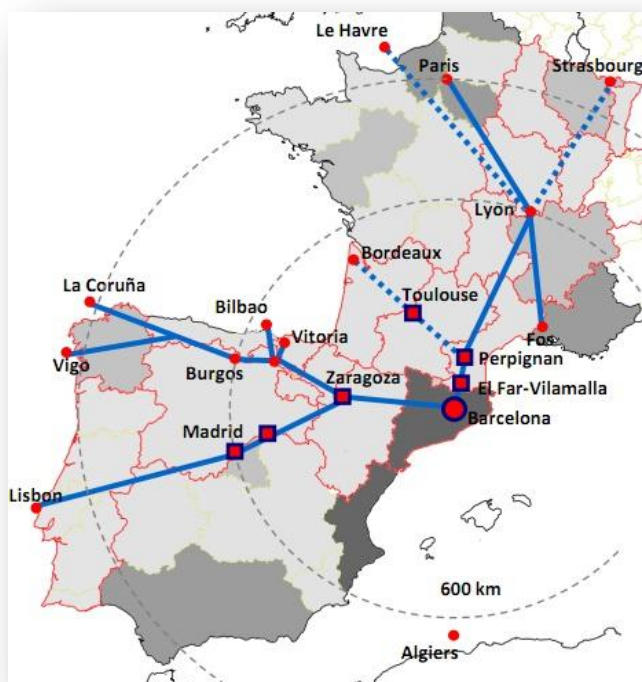 Le Havre
Paris
Strasbourg
Lyon
Bordeaux
La Coruña
Toulouse
Bilbao
Vitoria
Fos
Vigo
Burgos
Perpignan
Zaragoza
El Far-Vilamalla
Barcelona
Madrid
Lisbon
600 km
Algiers